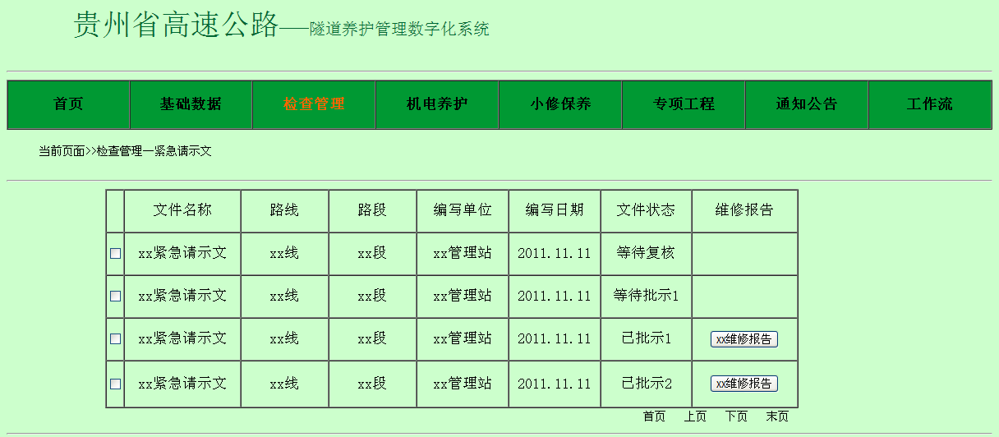 贵州省高速公路——隧道养护管理数字化系统
首页 基础数据 检查管理 机电养护 小修保养 专项工程 通知公告 工作流
当前页面>>检查管理—紧急请示文
文件名称 路线 路段 编写单位 编写日期 文件状态 维修报告
xx紧急请示文 xx线 xx段 xx管理站 2011.11.11 等待复核
xx紧急请示文 xx线 xx段 xx管理站 2011.11.11 等待批示1
xx紧急请示文 xx线 xx段 xx管理站 2011.11.11 已批示1 xx维修报告
xx紧急请示文 xx线 xx段 xx管理站 2011.11.11 已批示2 xx维修报告
首页 上页 下页 末页